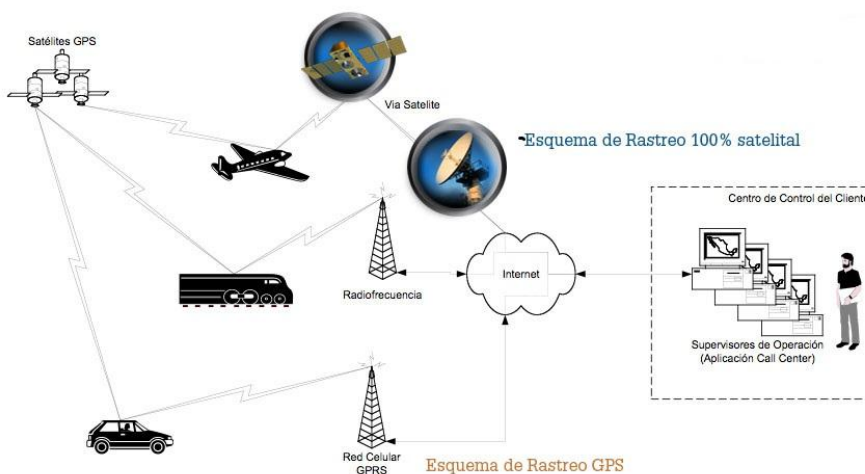 Satélites GPS
Via Satelite
Esquema de Rastreo 100% satelital
Centro de Control del Cliente
Internet
Radiofrecuencia
Supervisores de Operación
(Aplicación Call Center)
Red Celular
GPRS
Esquema de Rastreo GPS